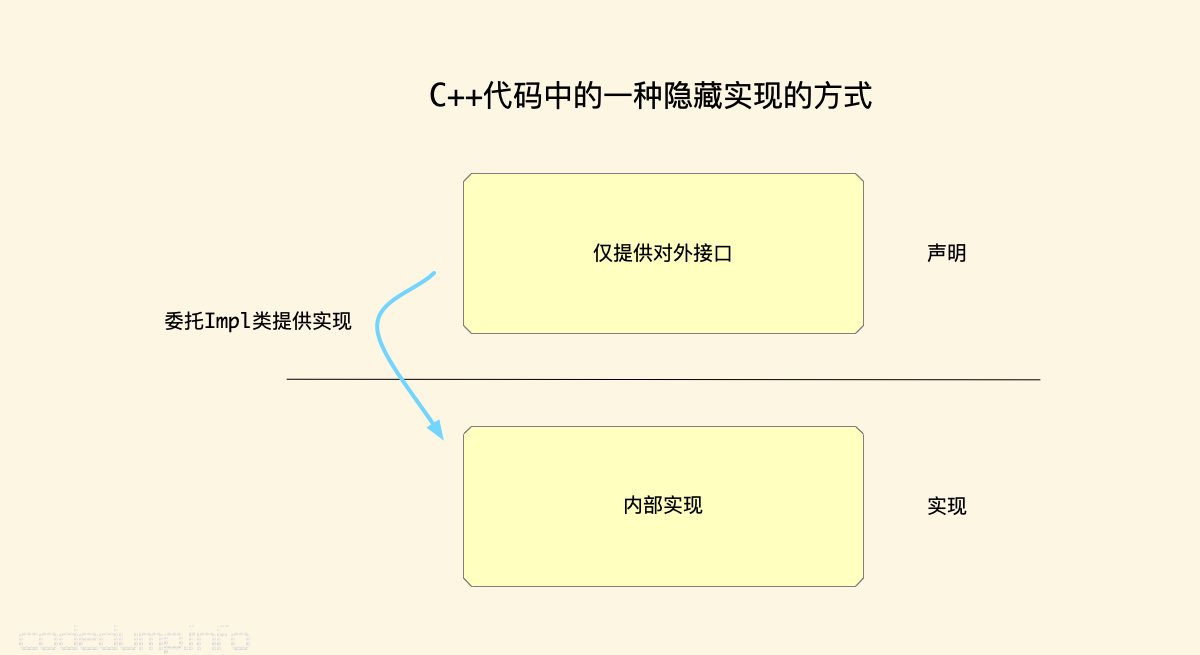 C++代码中的一种隐藏实现的方式
仅提供对外接口
声明
委托Impl类提供实现
内部实现
实现
codedumpinfo